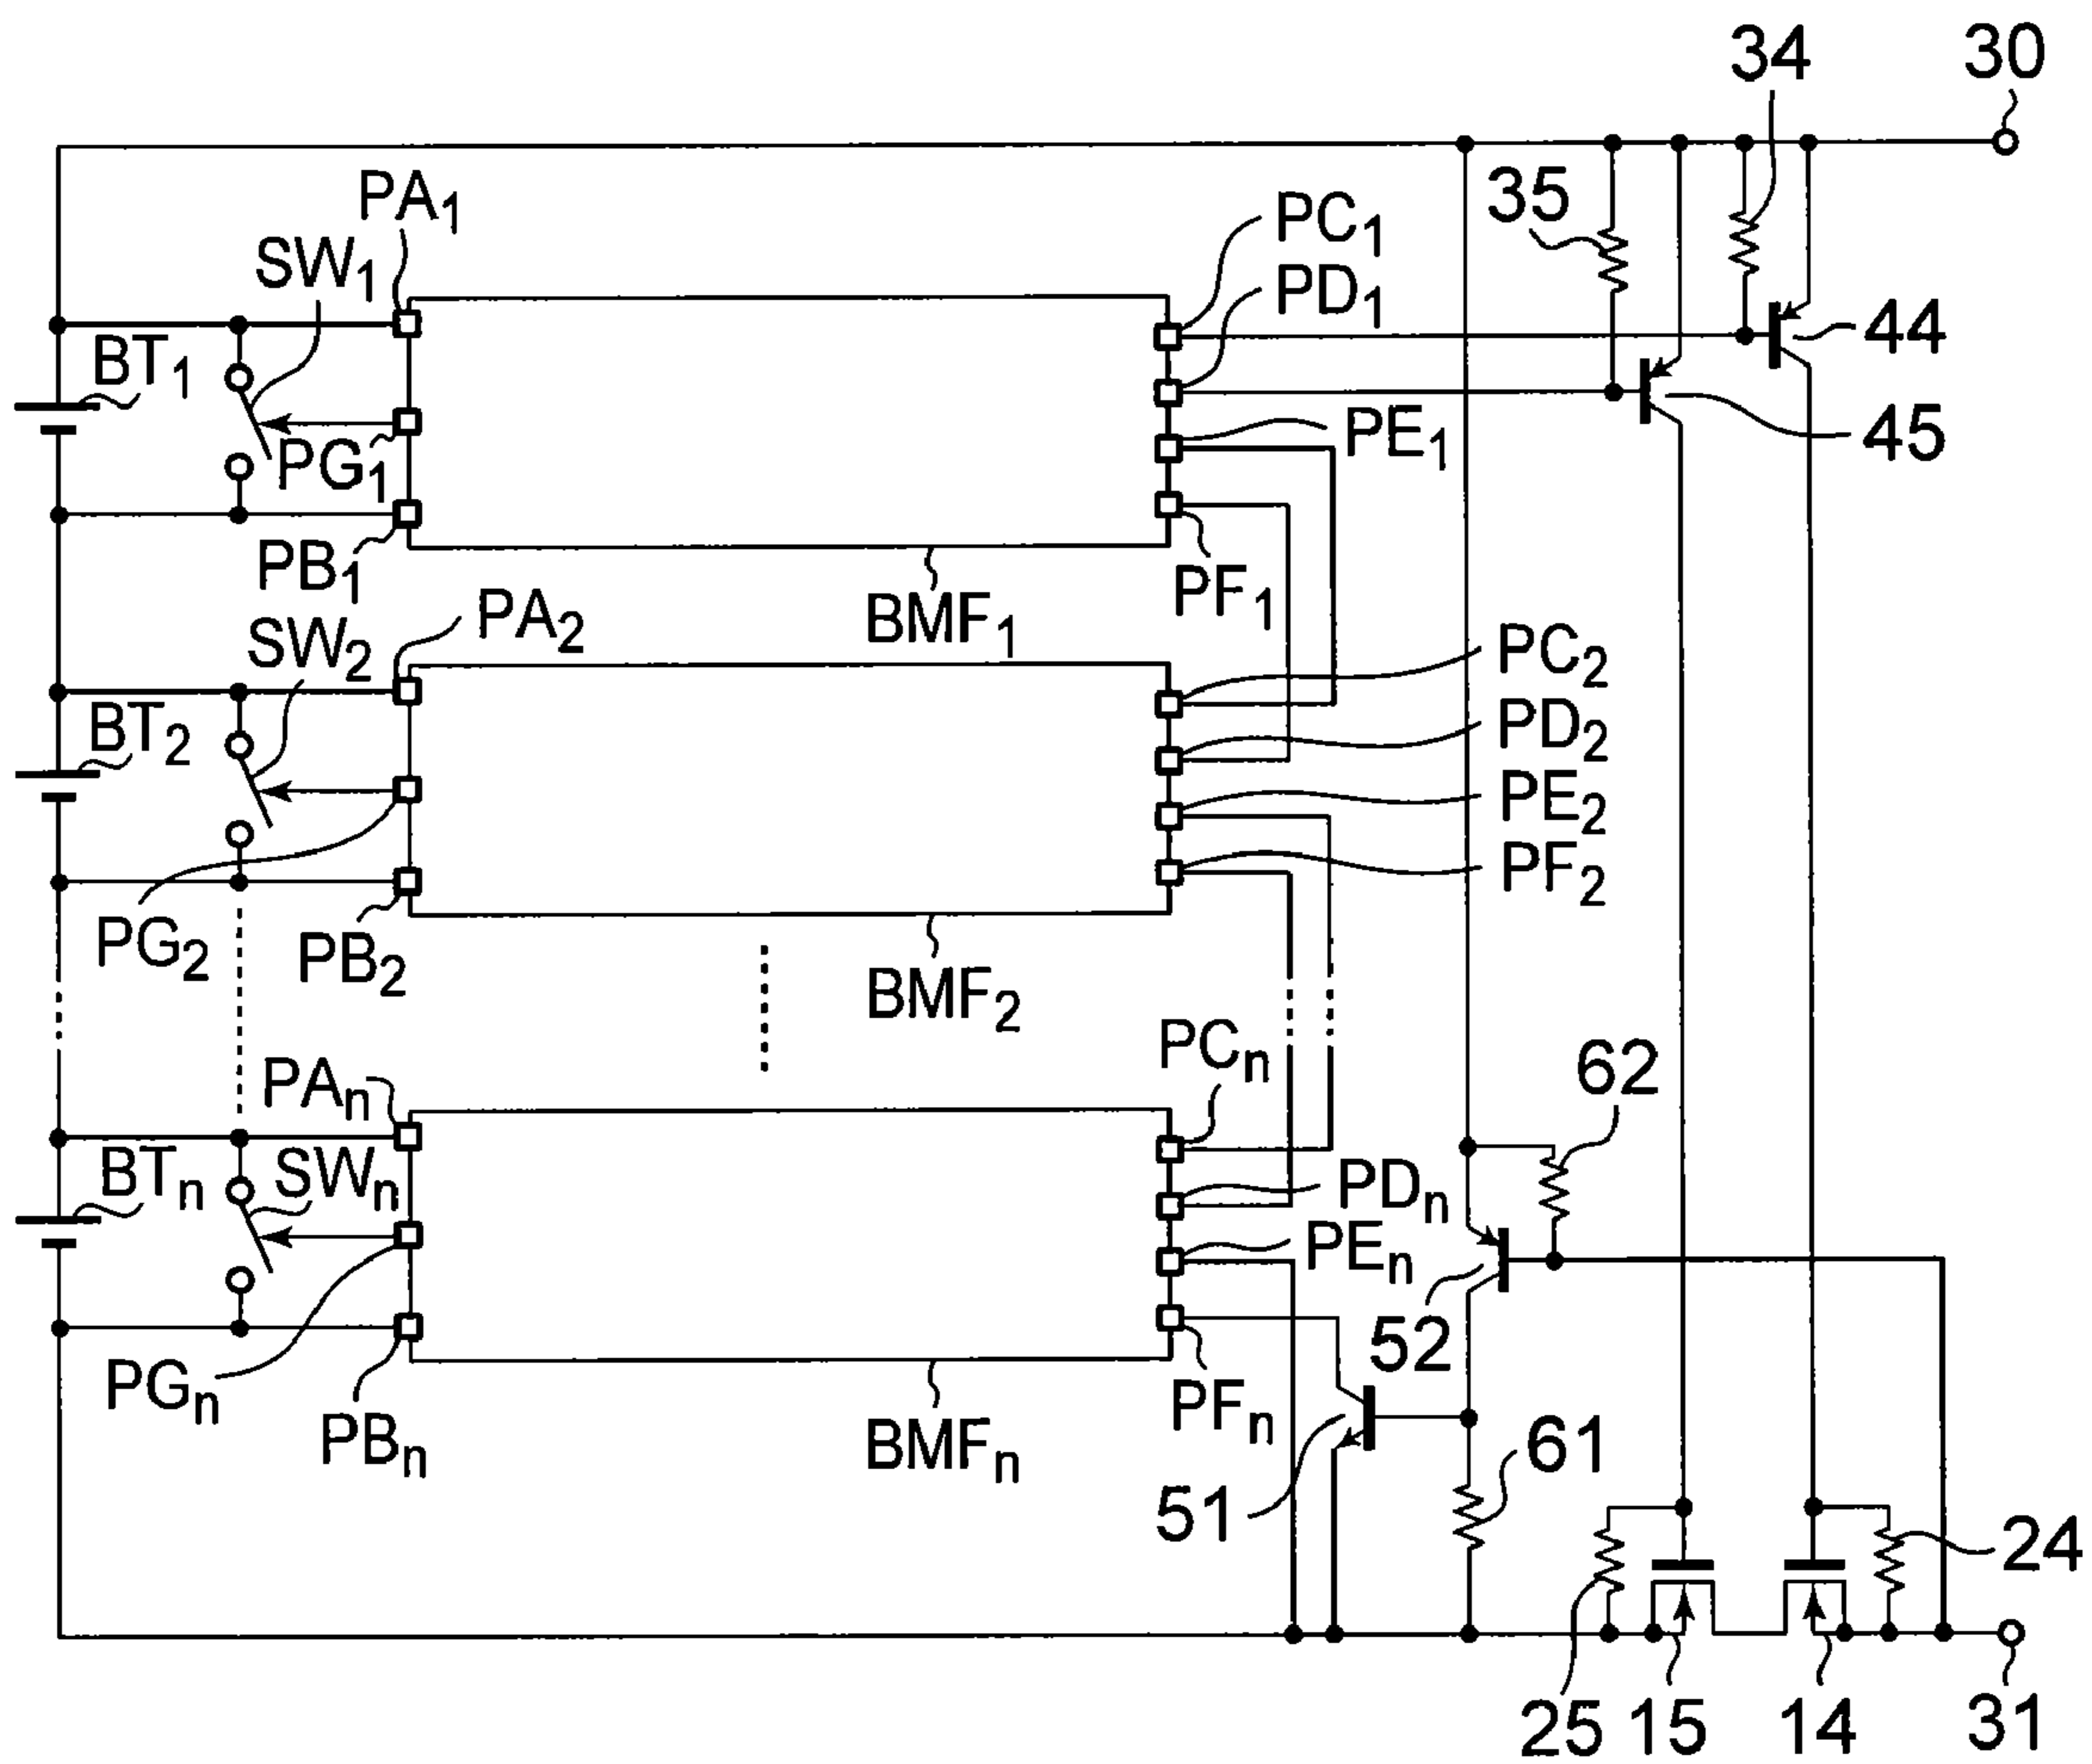 34 30
PA₁ 35
SW₁ PC₁
PD₁
BT₁ 44
PE₁ 45
PG₁
PB₁ PF₁
BMF₁
PA₂
SW₂ PC₂
BT₂ PD₂
PE₂
PF₂
PG₂ PB₂
BMF₂
PCₙ
62
PAₙ
BTₙ SWₙ PDₙ
PEₙ
52
PGₙ PFₙ
PBₙ BMFₙ
61
51
24
25 15 14 31